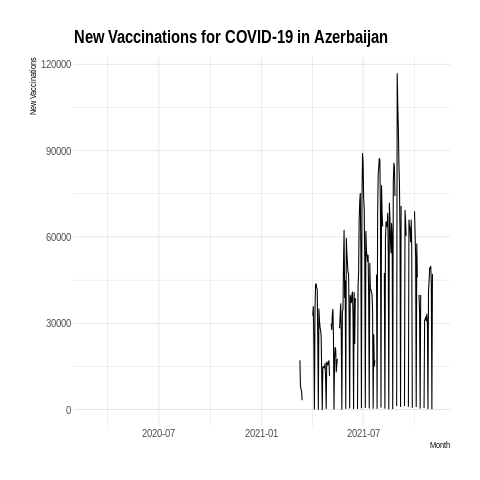 New Vaccinations for COVID-19 in Azerbaijan
New Vaccinations
120000
90000
60000
30000
0
2020-07 2021-01 2021-07
Month